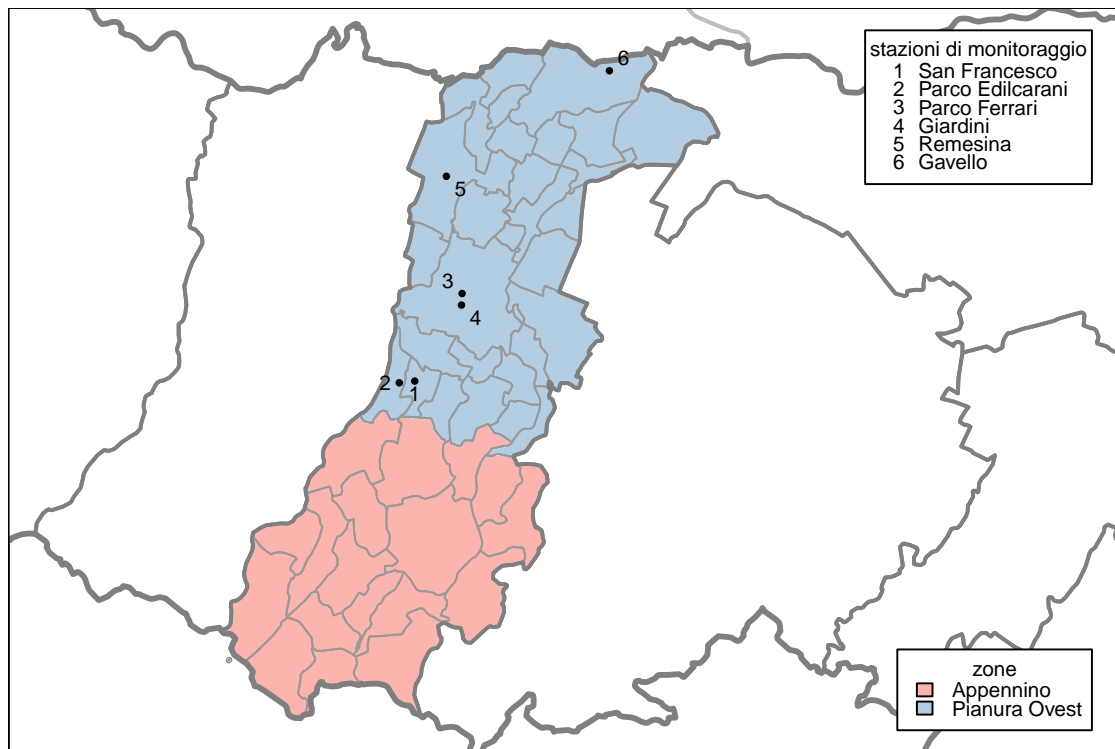 stazioni di monitoraggio
1 San Francesco
2 Parco Edilcarani
3 Parco Ferrari
4 Giardini
5 Remesina
6 Gavello
6
5
3
4
2
1
zone
Appennino
Pianura Ovest